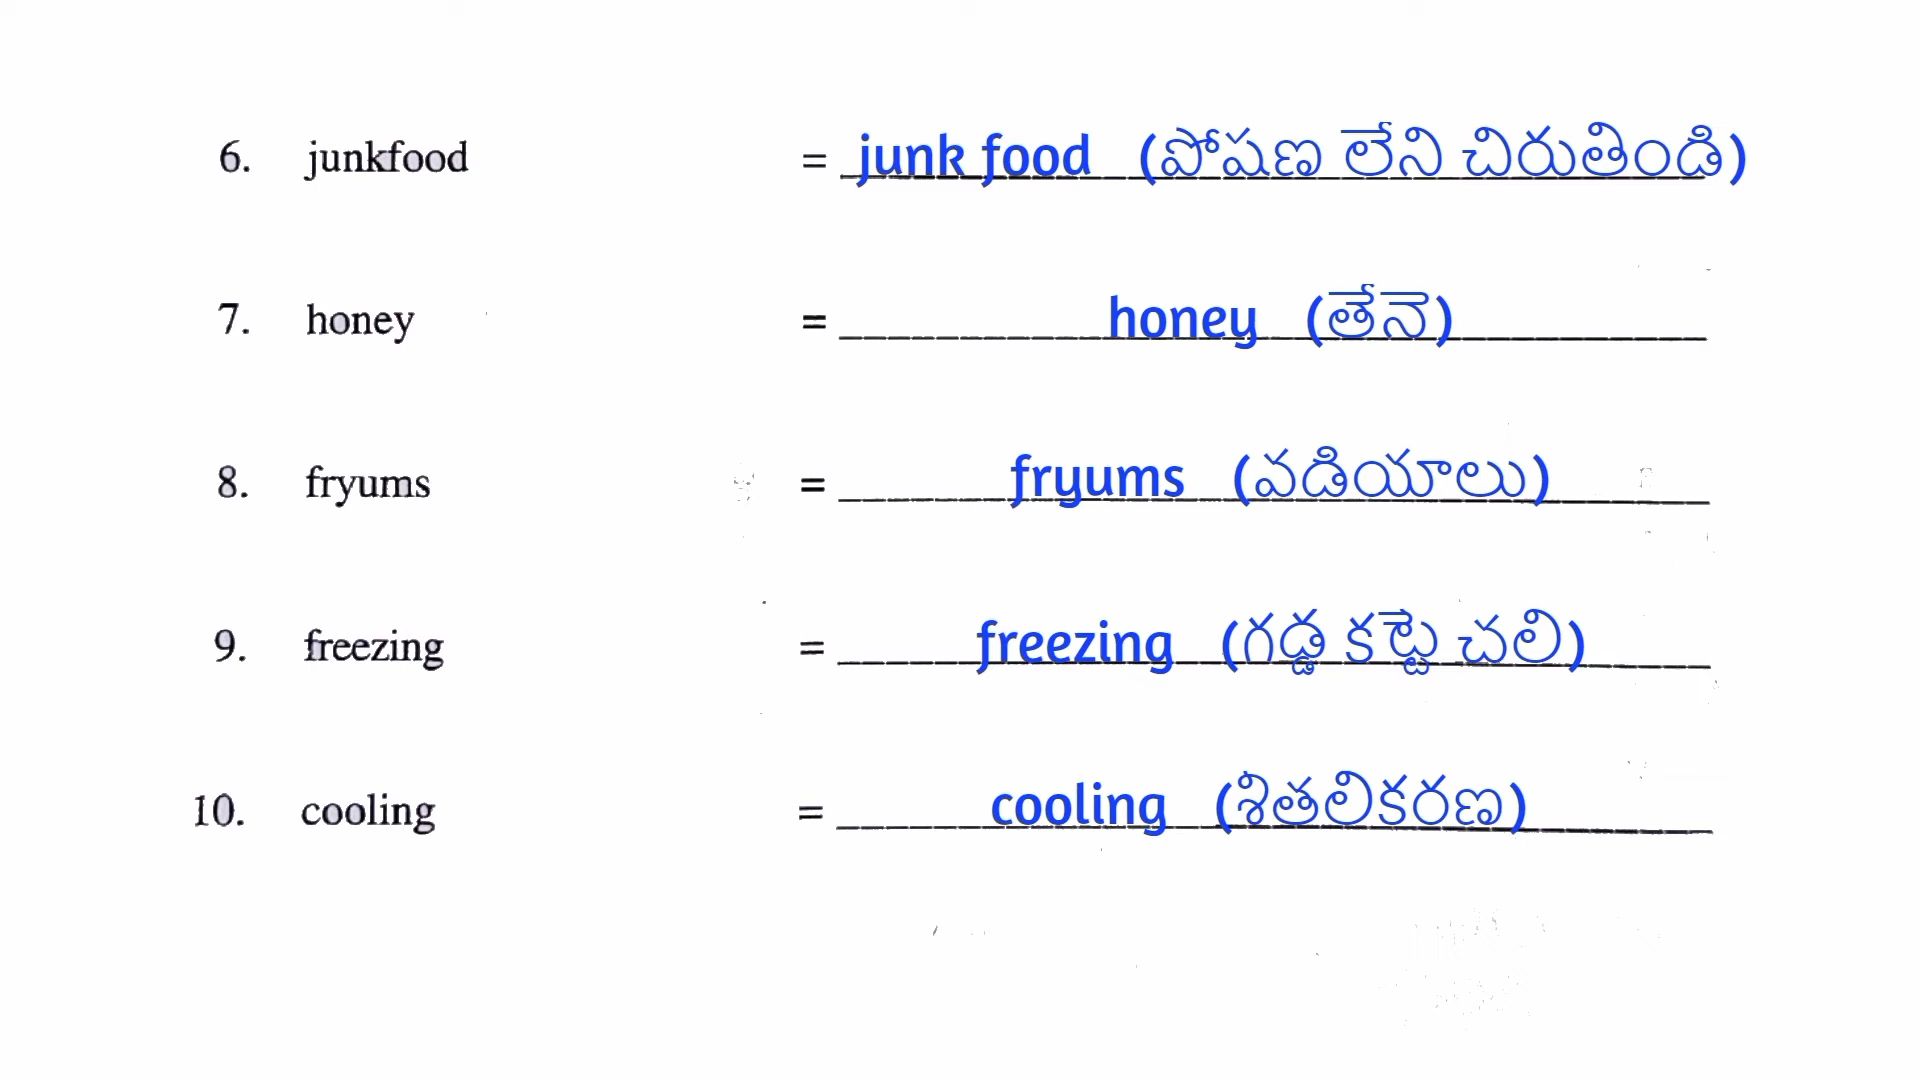 6. junkfood = junk food (పోషణ లేని చిరుతిండి)
7. honey = honey (తేనె)
8. fryums = fryums (వడియాలు)
9. freezing = freezing (గడ్డ కట్టె చలి)
10. cooling = cooling (శీతలికరణ)